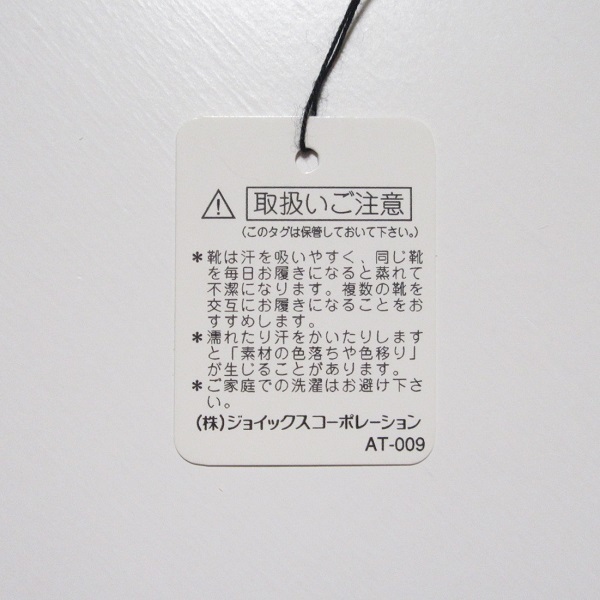 取扱いご注意
(このタグは保管しておいて下さい。)
＊靴は汗を吸いやすく、同じ靴
を毎日お履きになると蒸れて
不潔になります。複数の靴を
交互にお履きになることをお
すすめします。
＊濡れたり汗をかいたりします
と「素材の色落ちや色移り」
が生じることがあります。
＊ご家庭での洗濯はお避け下さ
い。
(株)ジョイックスコーポレーション
AT-009